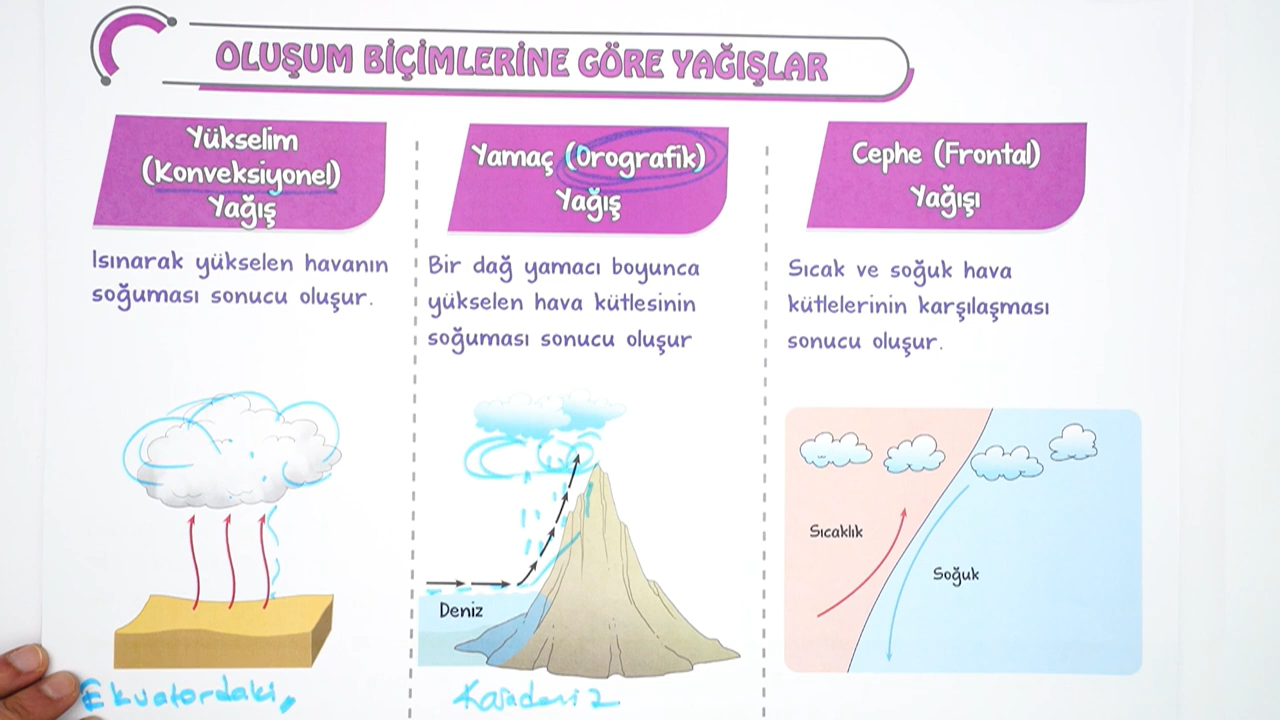 OLUŞUM BİÇİMLERİNE GÖRE YAĞIŞLAR
Yükselim
(Konveksiyonel)
Yağış
Isınarak yükselen havanın
soğuması sonucu oluşur.
Ekvatordaki,
Yamaç (Orografik)
Yağış
Bir dağ yamacı boyunca
yükselen hava kütlesinin
soğuması sonucu oluşur
Deniz
Karadeniz
Cephe (Frontal)
Yağışı
Sıcak ve soğuk hava
kütlelerinin karşılaşması
sonucu oluşur.
Sıcaklık
Soğuk